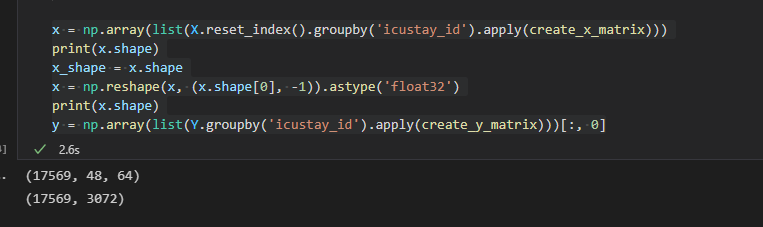 x = np.array(list(X.reset_index().groupby('icustay_id').apply(create_x_matrix)))
print(x.shape)
x_shape = x.shape
x = np.reshape(x, (x.shape[0], -1)).astype('float32')
print(x.shape)
y = np.array(list(Y.groupby('icustay_id').apply(create_y_matrix)))[:, 0]
] ✓ 2.6s
(17569, 48, 64)
(17569, 3072)